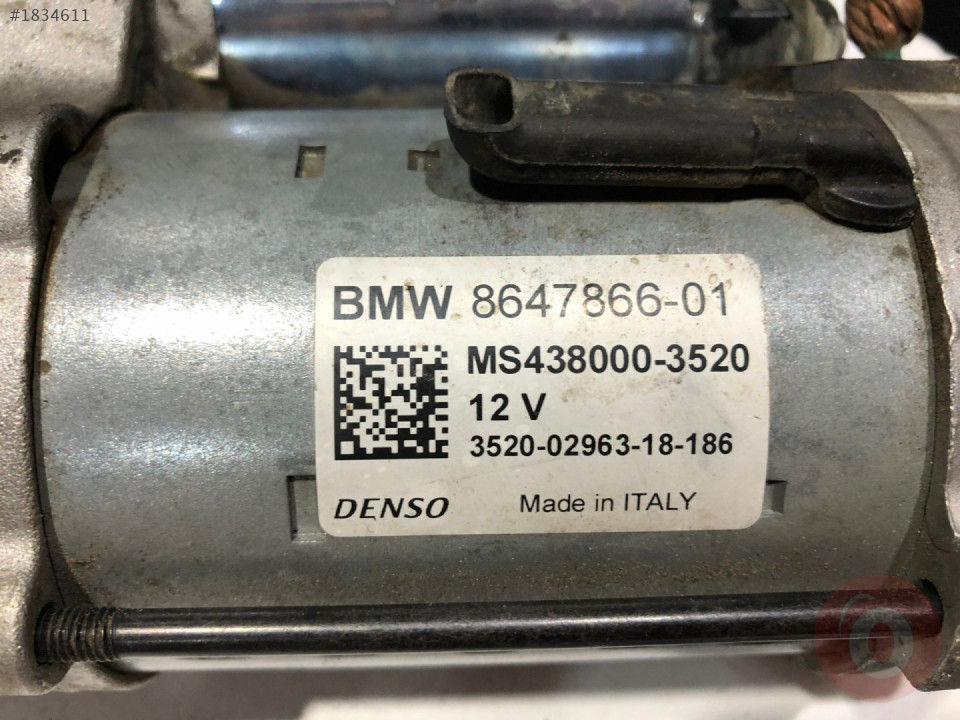 #1834611
BMW 8647866-01
MS438000-3520
12 V
3520-02963-18-186
DENSO Made in ITALY